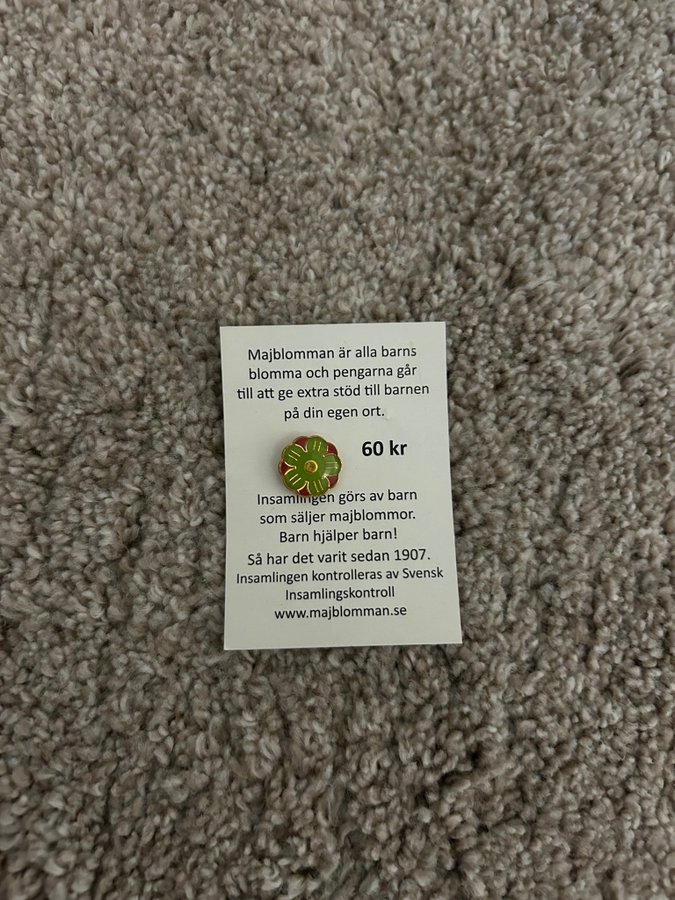 Majblomman är alla barns
blomma och pengarna går
till att ge extra stöd till barnen
på din egen ort.
60 kr
Insamlingen görs av barn
som säljer majblommor.
Barn hjälper barn!
Så har det varit sedan 1907.
Insamlingen kontrolleras av Svensk
Insamlingskontroll
www.majblomman.se